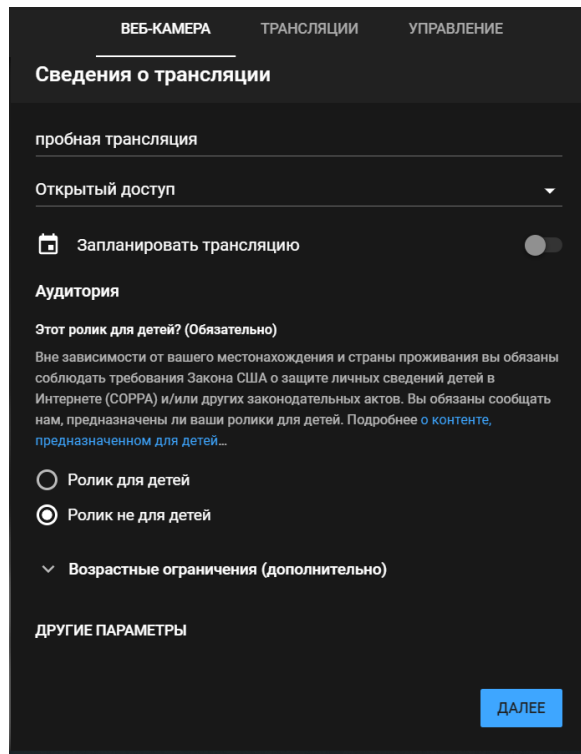 ВЕБ-КАМЕРА ТРАНСЛЯЦИИ УПРАВЛЕНИЕ
Сведения о трансляции
пробная трансляция
Открытый доступ
Запланировать трансляцию
Аудитория
Этот ролик для детей? (Обязательно)
Вне зависимости от вашего местонахождения и страны проживания вы обязаны
соблюдать требования Закона США о защите личных сведений детей в
Интернете (COPPA) и/или других законодательных актов. Вы обязаны сообщать
нам, предназначены ли ваши ролики для детей. Подробнее о контенте,
предназначенном для детей...
Ролик для детей
Ролик не для детей
Возрастные ограничения (дополнительно)
ДРУГИЕ ПАРАМЕТРЫ
ДАЛЕЕ